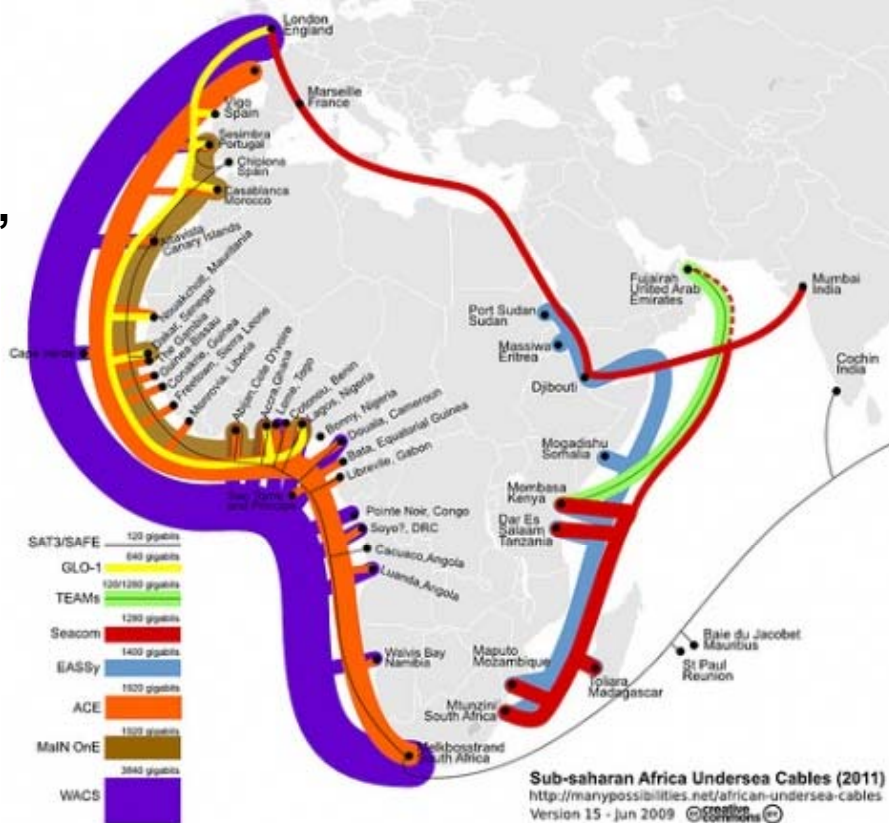 London
England
Marseille
France
Vigo
Spain
Sesimbra
Portugal
Chipiona
Spain
Casablanca
Morocco
Altavista
Canary Islands
Nouakchott, Mauritania
Dakar, Senegal
The Gambia
Guinea-Bissau
Conakrie, Guinea
Freetown, Sierra Leone
Monrovia, Liberia
Cape Verde
Abijan, Cote D'Ivore
Accra, Ghana
Lome, Togo
Cotonou, Benin
Lagos, Nigeria
Bonny, Nigeria
Douala, Cameroun
Bata, Equatorial Guinea
Libreville, Gabon
Sao Tome
and Principe
Pointe Noir, Congo
Soyo?, DRC
Cacuaco, Angola
Luanda, Angola
Walvis Bay
Namibia
Melkbosstrand
South Africa
Port Sudan
Sudan
Massiwa
Eritrea
Djibouti
Fujairah
United Arab
Emirates
Mumbai
India
Cochin
India
Mogadishu
Somalia
Mombasa
Kenya
Dar Es
Salaam
Tanzania
Maputo
Mozambique
Mtunzini
South Africa
Toliara
Madagascar
Baie du Jacobet
Mauritius
St Paul
Reunion
120 gigabits
SAT3/SAFE
640 gigabits
GLO-1
120/1280 gigabits
TEAMs
1280 gigabits
Seacom
1400 gigabits
EASSy
1920 gigabits
ACE
1920 gigabits
MaIN OnE
3840 gigabits
WACS
Sub-saharan Africa Undersea Cables (2011)
http://manypossibilities.net/african-undersea-cables
Version 15 - Jun 2009
creative
commons
,